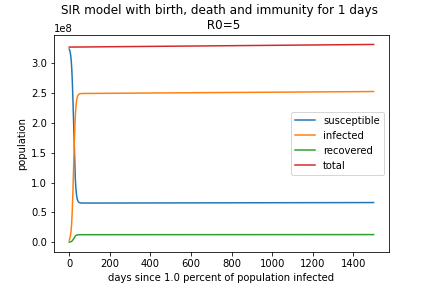 SIR model with birth, death and immunity for 1 days
R0=5
1e8
3.0
2.5
2.0
1.5
1.0
0.5
0.0
population
susceptible
infected
recovered
total
0 200 400 600 800 1000 1200 1400
days since 1.0 percent of population infected